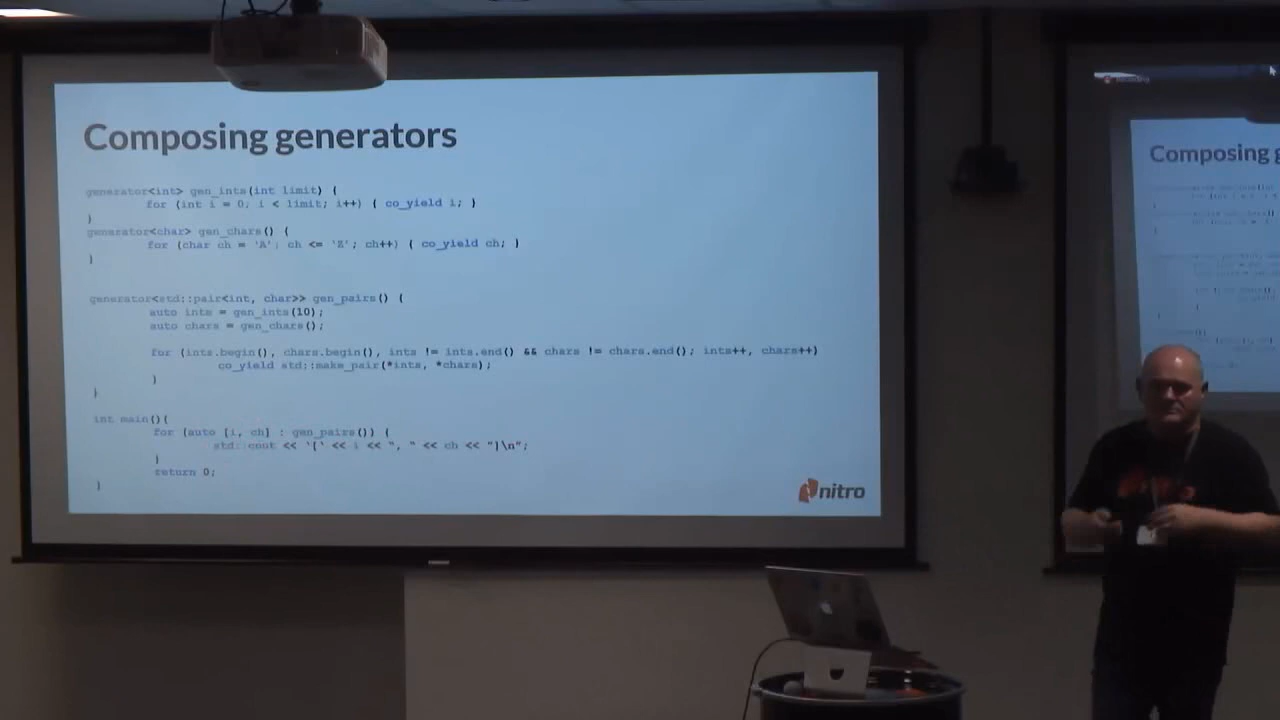 Composing generators
generator<int> gen_ints(int limit) {
for (int i = 0; i < limit; i++) { co_yield i; }
}
generator<char> gen_chars() {
for (char ch = 'A'; ch <= 'Z'; ch++) { co_yield ch; }
}
generator<std::pair<int, char>> gen_pairs() {
auto ints = gen_ints(10);
auto chars = gen_chars();
for (ints.begin(), chars.begin(), ints != ints.end() && chars != chars.end(); ints++, chars++)
co_yield std::make_pair(*ints, *chars);
}
}
int main(){
for (auto [i, ch] : gen_pairs()) {
std::cout << '[' << i << ", " << ch << "]\n";
}
return 0;
}
nitro
Composing g